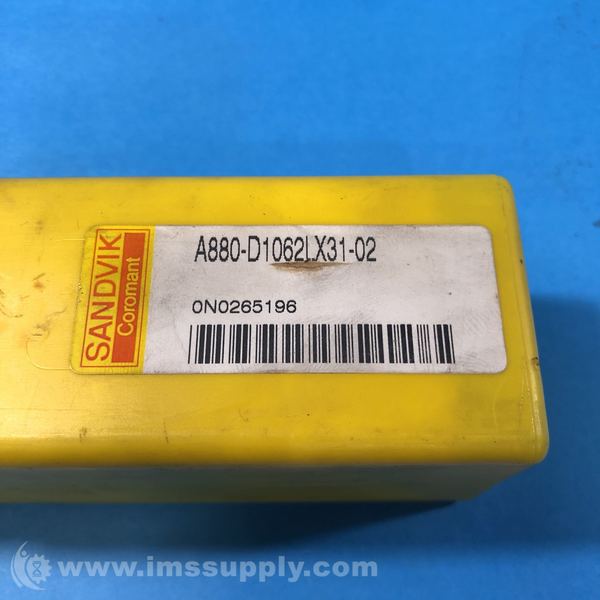 SANDVIK
Coromant
A880-D1062LX31-02
0N0265196
www.imssupply.com